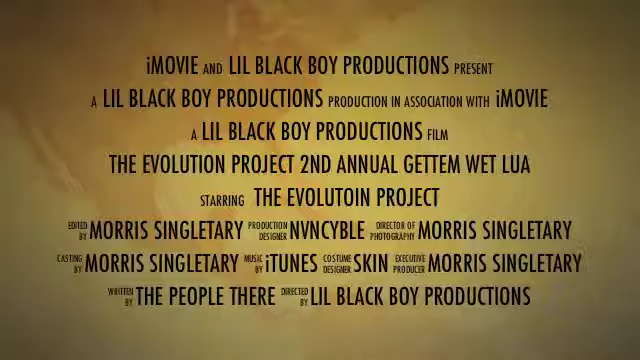 iMOVIE AND LIL BLACK BOY PRODUCTIONS PRESENT
A LIL BLACK BOY PRODUCTIONS PRODUCTION IN ASSOCIATION WITH iMOVIE
A LIL BLACK BOY PRODUCTIONS FILM
THE EVOLUTION PROJECT 2ND ANNUAL GETTEM WET LUA
STARRING THE EVOLUTOIN PROJECT
EDITED BY MORRIS SINGLETARY PRODUCTION DESIGNER NVNCYBLE DIRECTOR OF PHOTOGRAPHY MORRIS SINGLETARY
CASTING BY MORRIS SINGLETARY MUSIC BY iTUNES COSTUME DESIGNER SKIN EXECUTIVE PRODUCER MORRIS SINGLETARY
WRITTEN BY THE PEOPLE THERE DIRECTED BY LIL BLACK BOY PRODUCTIONS